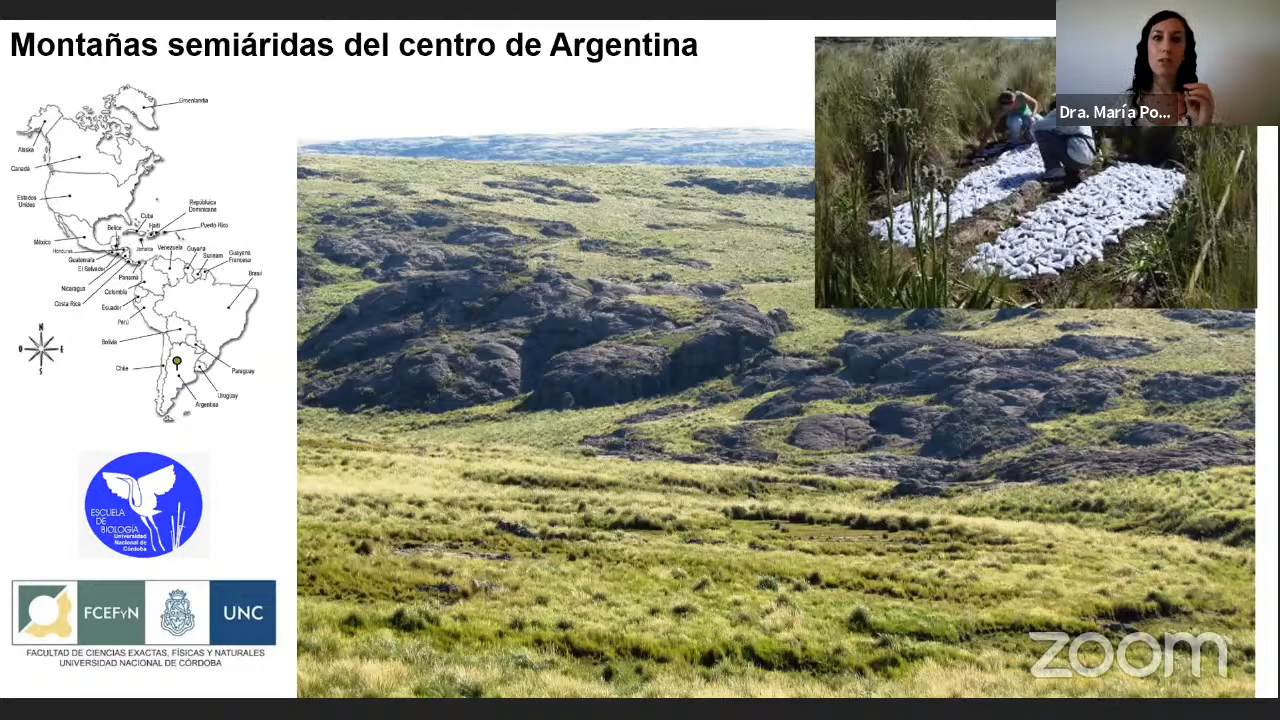 Montañas semiáridas del centro de Argentina
Dra. María Po...
Groenlandia
Alaska
Canadá
Estados
Unidos
México
Cuba
República
Dominicana
Haití
Puerto Rico
Belice
Jamaica
Honduras
Guatemala
El Salvador
Nicaragua
Costa Rica
Panamá
Venezuela
Guyana
Surinam
Guayana
Francesa
Colombia
Ecuador
Perú
Brasil
Bolivia
Chile
Paraguay
Uruguay
Argentina
N
O
E
S
ESCUELA
DE
BIOLOGÍA
Universidad
Nacional de
Córdoba
FCEFyN
UNC
FACULTAD DE CIENCIAS EXACTAS, FÍSICAS Y NATURALES
UNIVERSIDAD NACIONAL DE CÓRDOBA
zoom